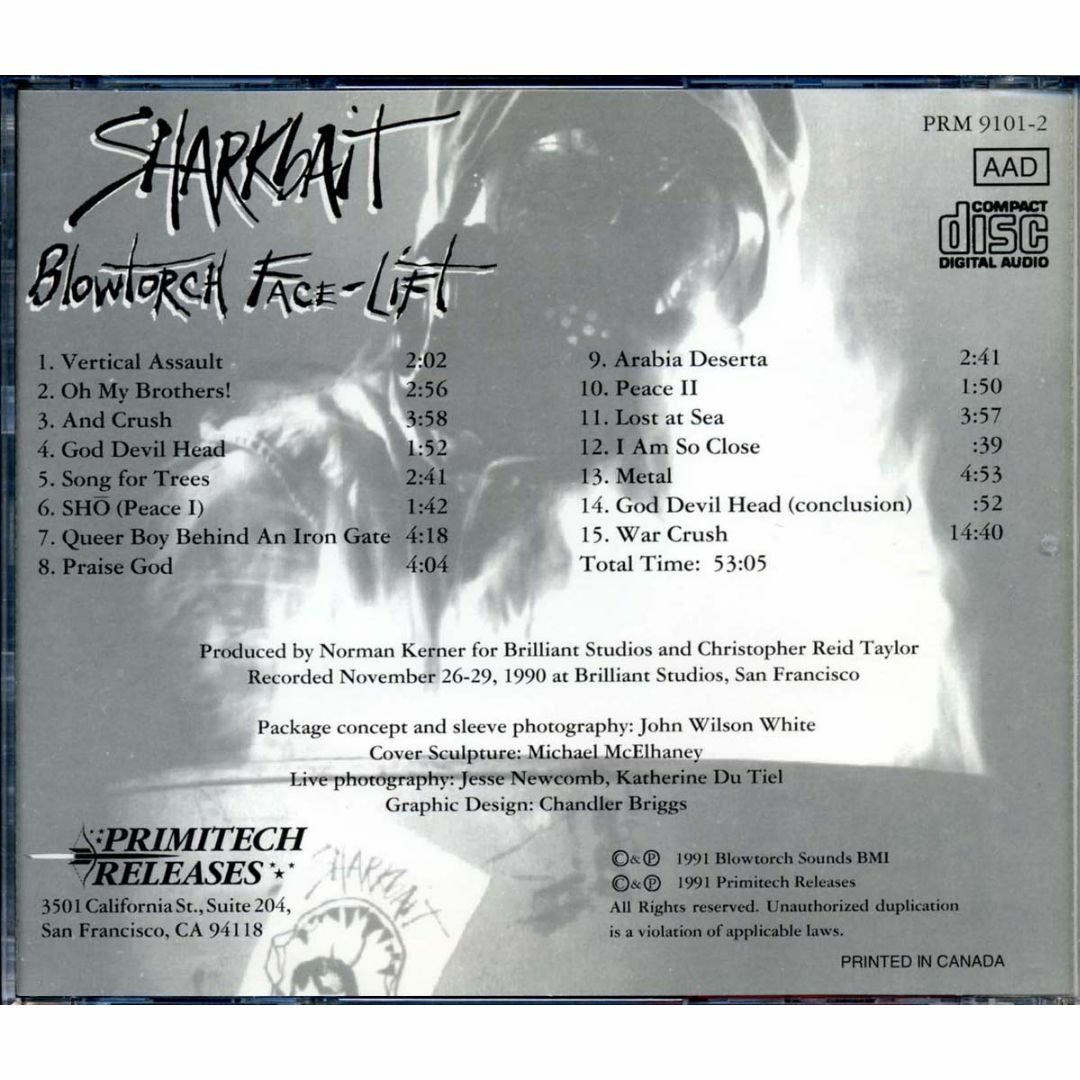 SHARKBAIT
BLOWTORCH FACE-LIFT
PRM 9101-2
AAD
COMPACT
disc
DIGITAL AUDIO
1. Vertical Assault 2:02
2. Oh My Brothers! 2:56
3. And Crush 3:58
4. God Devil Head 1:52
5. Song for Trees 2:41
6. SHŌ (Peace I) 1:42
7. Queer Boy Behind An Iron Gate 4:18
8. Praise God 4:04
9. Arabia Deserta 2:41
10. Peace II 1:50
11. Lost at Sea 3:57
12. I Am So Close :39
13. Metal 4:53
14. God Devil Head (conclusion) :52
15. War Crush 14:40
Total Time: 53:05
Produced by Norman Kerner for Brilliant Studios and Christopher Reid Taylor
Recorded November 26-29, 1990 at Brilliant Studios, San Francisco
Package concept and sleeve photography: John Wilson White
Cover Sculpture: Michael McElhaney
Live photography: Jesse Newcomb, Katherine Du Tiel
Graphic Design: Chandler Briggs
PRIMITECH
RELEASES
3501 California St., Suite 204,
San Francisco, CA 94118
SHARKBAIT
©&℗ 1991 Blowtorch Sounds BMI
©&℗ 1991 Primitech Releases
All Rights reserved. Unauthorized duplication
is a violation of applicable laws.
PRINTED IN CANADA